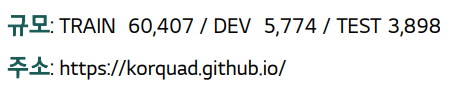 규모: TRAIN 60,407 / DEV 5,774 / TEST 3,898
주소: https://korquad.github.io/